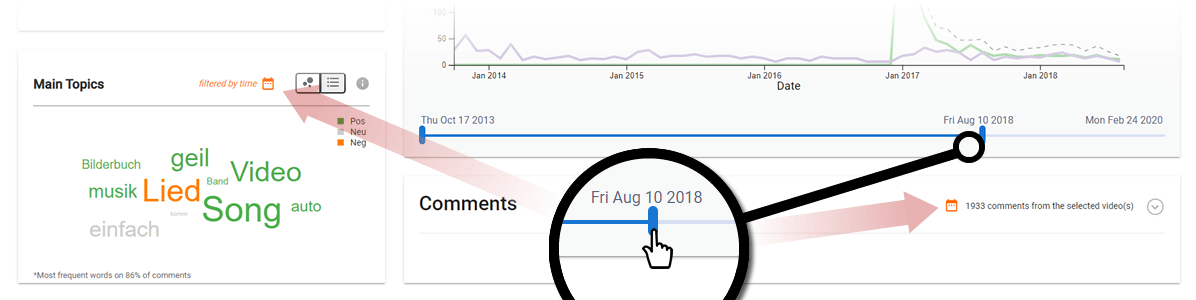 Main Topics
filtered by time
Pos
Neu
Neg
Bilderbuch
geil
Video
musik
Lied
Band
Song
auto
komm
einfach
*Most frequent words on 86% of comments
100
50
0
Jan 2014 Jan 2015 Jan 2016 Jan 2017 Jan 2018
Date
Thu Oct 17 2013 Fri Aug 10 2018 Mon Feb 24 2020
Comments
1933 comments from the selected video(s)
Fri Aug 10 2018